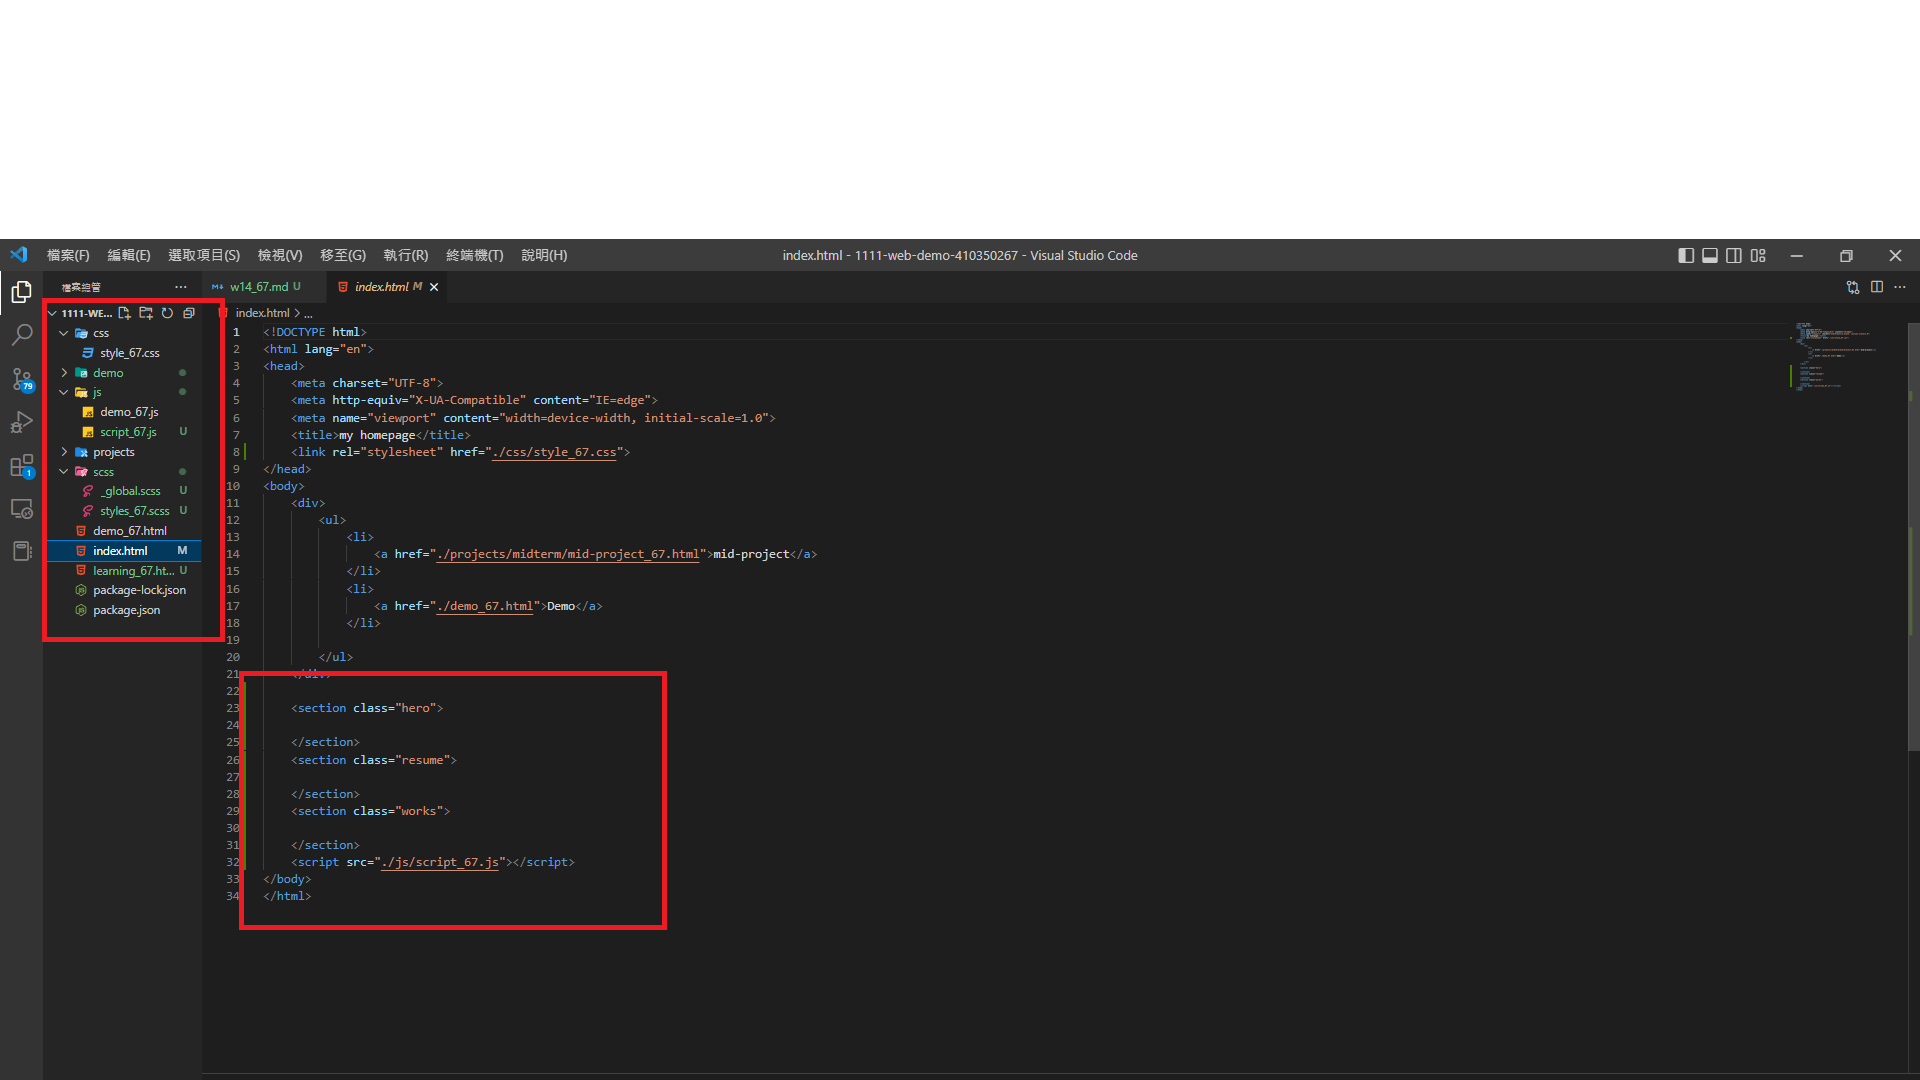 檔案(F) 編輯(E) 選取項目(S) 檢視(V) 移至(G) 執行(R) 終端機(T) 說明(H)
index.html - 1111-web-demo-410350267 - Visual Studio Code
檔案總管
w14_67.md U
index.html M
1111-WE...
css
style_67.css
demo
js
demo_67.js
script_67.js U
projects
scss
_global.scss U
styles_67.scss U
demo_67.html
index.html M
learning_67.ht... U
package-lock.json
package.json
79
1
index.html > ...
1 <!DOCTYPE html>
2 <html lang="en">
3 <head>
4 <meta charset="UTF-8">
5 <meta http-equiv="X-UA-Compatible" content="IE=edge">
6 <meta name="viewport" content="width=device-width, initial-scale=1.0">
7 <title>my homepage</title>
8 <link rel="stylesheet" href="./css/style_67.css">
9 </head>
10 <body>
11 <div>
12 <ul>
13 <li>
14 <a href="./projects/midterm/mid-project_67.html">mid-project</a>
15 </li>
16 <li>
17 <a href="./demo_67.html">Demo</a>
18 </li>
19
20 </ul>
21 </div>
22
23 <section class="hero">
24
25 </section>
26 <section class="resume">
27
28 </section>
29 <section class="works">
30
31 </section>
32 <script src="./js/script_67.js"></script>
33 </body>
34 </html>